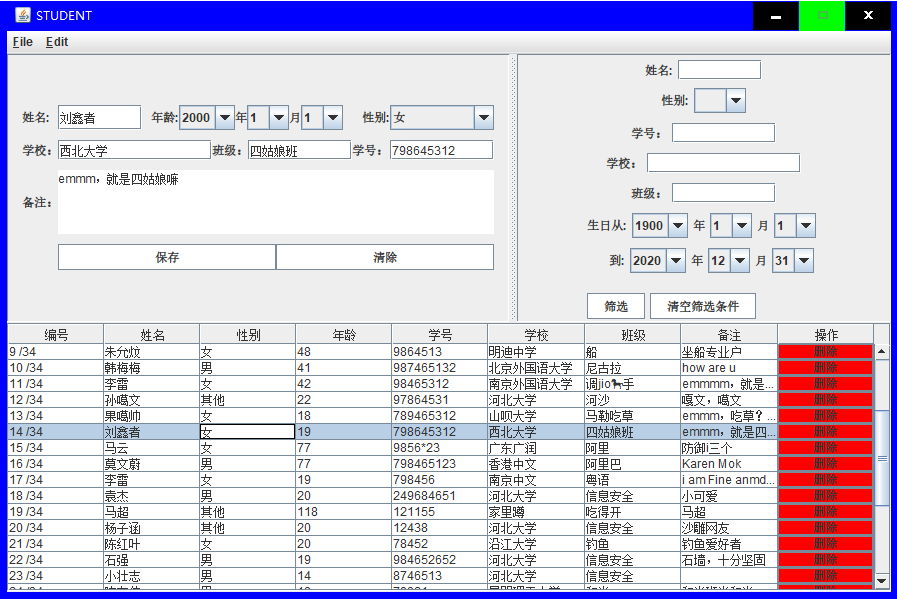 STUDENT
File Edit
姓名: 刘鑫者 年龄: 2000 年 1 月 1 性别: 女
学校: 西北大学 班级: 四姑娘班 学号: 798645312
备注: emmm，就是四姑娘嘛
保存 清除
姓名:
性别:
学号:
学校:
班级:
生日从: 1900 年 1 月 1
到: 2020 年 12 月 31
筛选 清空筛选条件
编号 姓名 性别 年龄 学号 学校 班级 备注 操作
9 /34 朱允炆 女 48 9864513 明迪中学 船 坐船专业户 删除
10 /34 韩梅梅 男 41 987465132 北京外国语大学 尼古拉 how are u 删除
11 /34 李雷 女 42 98465312 南京外国语大学 调jio🐎手 emmmm，就是... 删除
12 /34 孙噶文 其他 22 97864531 河北大学 河沙 嘎文，噶文 删除
13 /34 果噶帅 女 18 789465312 山呗大学 马勒吃草 emmm，吃草？... 删除
14 /34 刘鑫者 女 19 798645312 西北大学 四姑娘班 emmm，就是四... 删除
15 /34 马云 女 77 9856*23 广东广润 阿里 防御i三个 删除
16 /34 莫文蔚 男 77 798465123 香港中文 阿里巴 Karen Mok 删除
17 /34 李雷 女 19 798456 南京中文 粤语 i am Fine anmd... 删除
18 /34 袁杰 男 20 249684651 河北大学 信息安全 小可爱 删除
19 /34 马超 其他 118 121155 家里蹲 吃得开 马超 删除
20 /34 杨子涵 其他 20 12438 河北大学 信息安全 沙雕网友 删除
21 /34 陈红叶 女 20 78452 沿江大学 钓鱼 钓鱼爱好者 删除
22 /34 石强 男 19 984652652 河北大学 信息安全 石墙，十分坚固 删除
23 /34 小壮志 男 14 8746513 河北大学 信息安全 删除